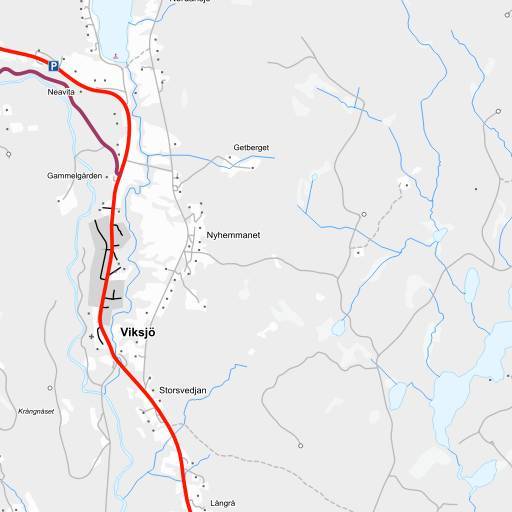 P
Neavita
Getberget
Gammelgården
Nyhemmanet
Viksjö
Storsvedjan
Krångnäset
Långrå